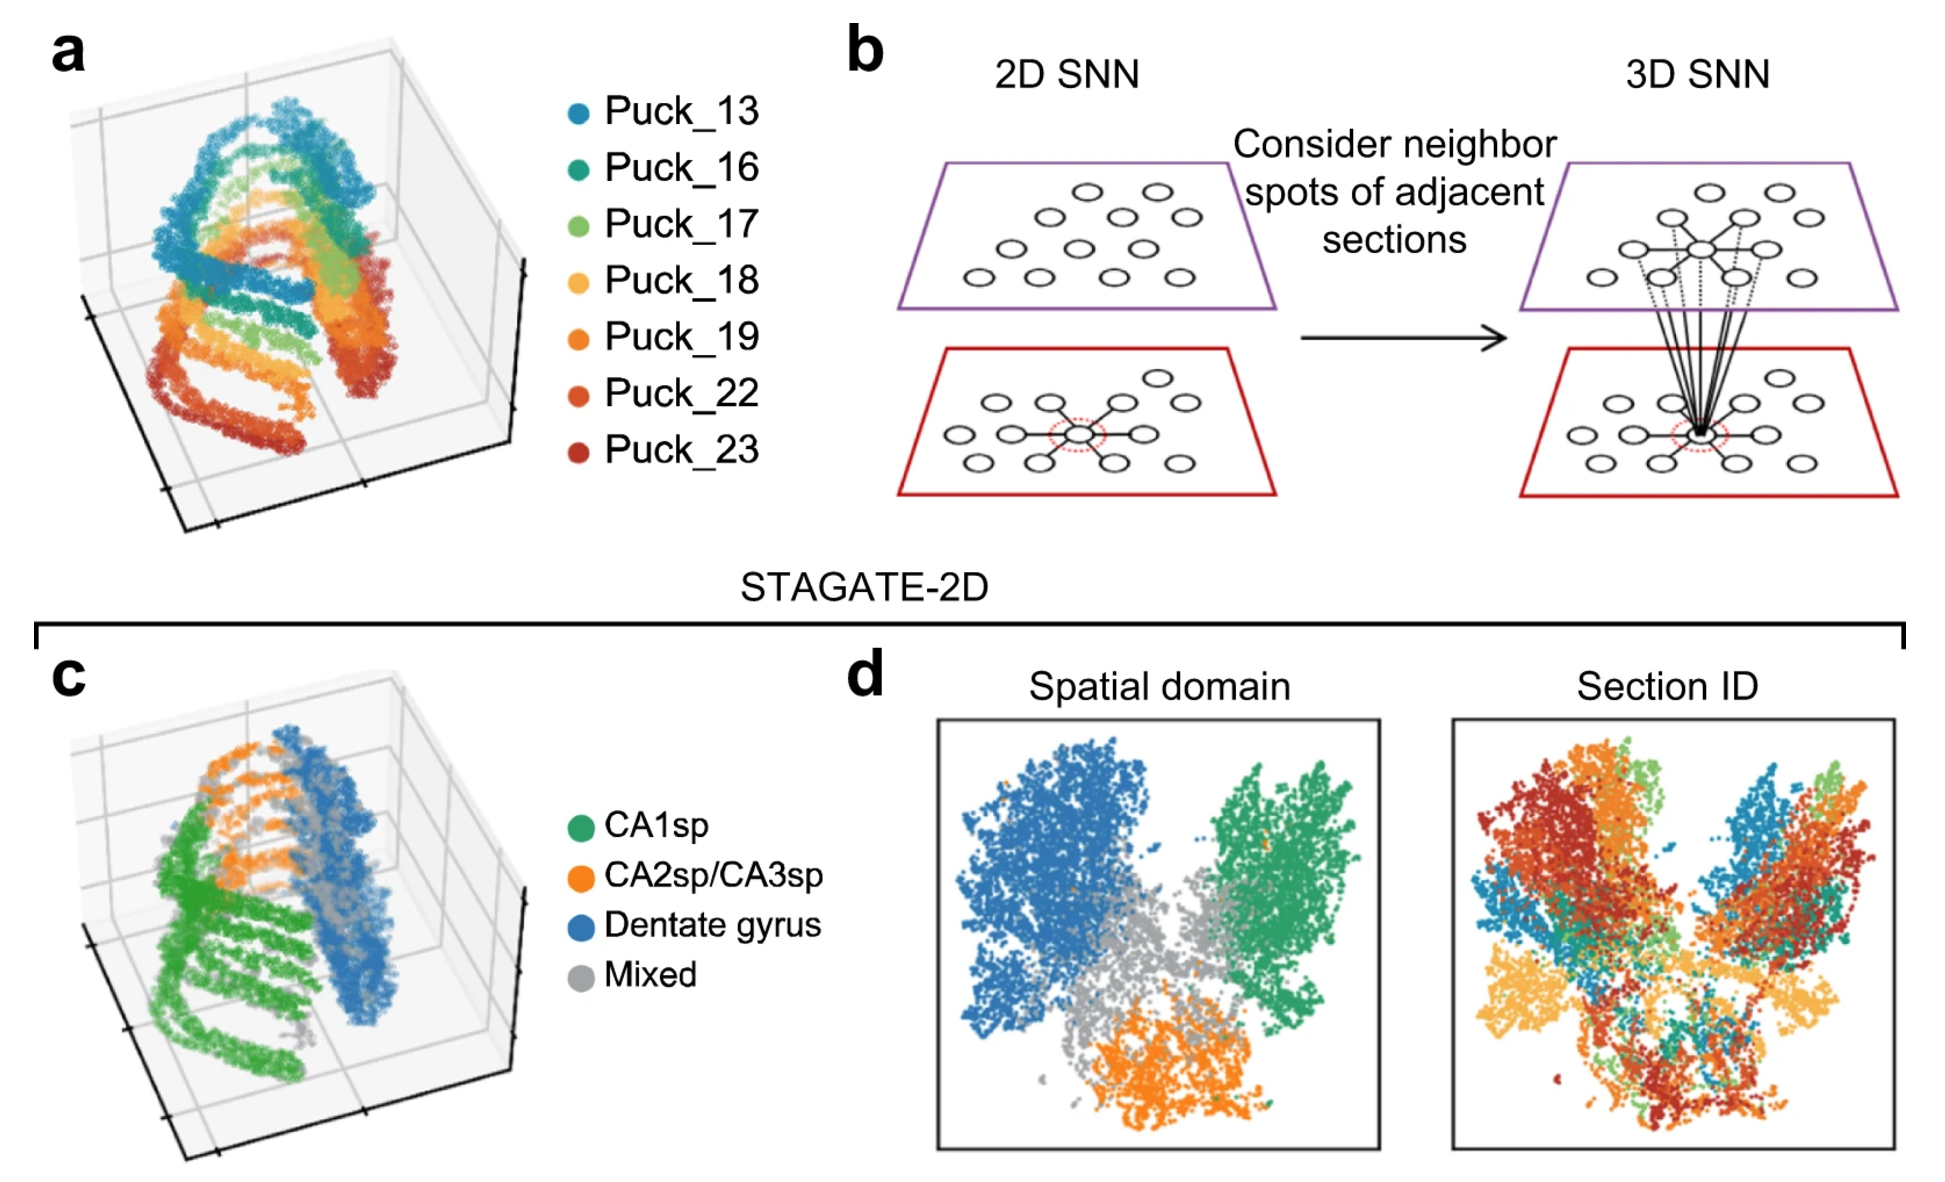 a
Puck_13
Puck_16
Puck_17
Puck_18
Puck_19
Puck_22
Puck_23
b
2D SNN
3D SNN
Consider neighbor
spots of adjacent
sections
STAGATE-2D
c
CA1sp
CA2sp/CA3sp
Dentate gyrus
Mixed
d
Spatial domain
Section ID